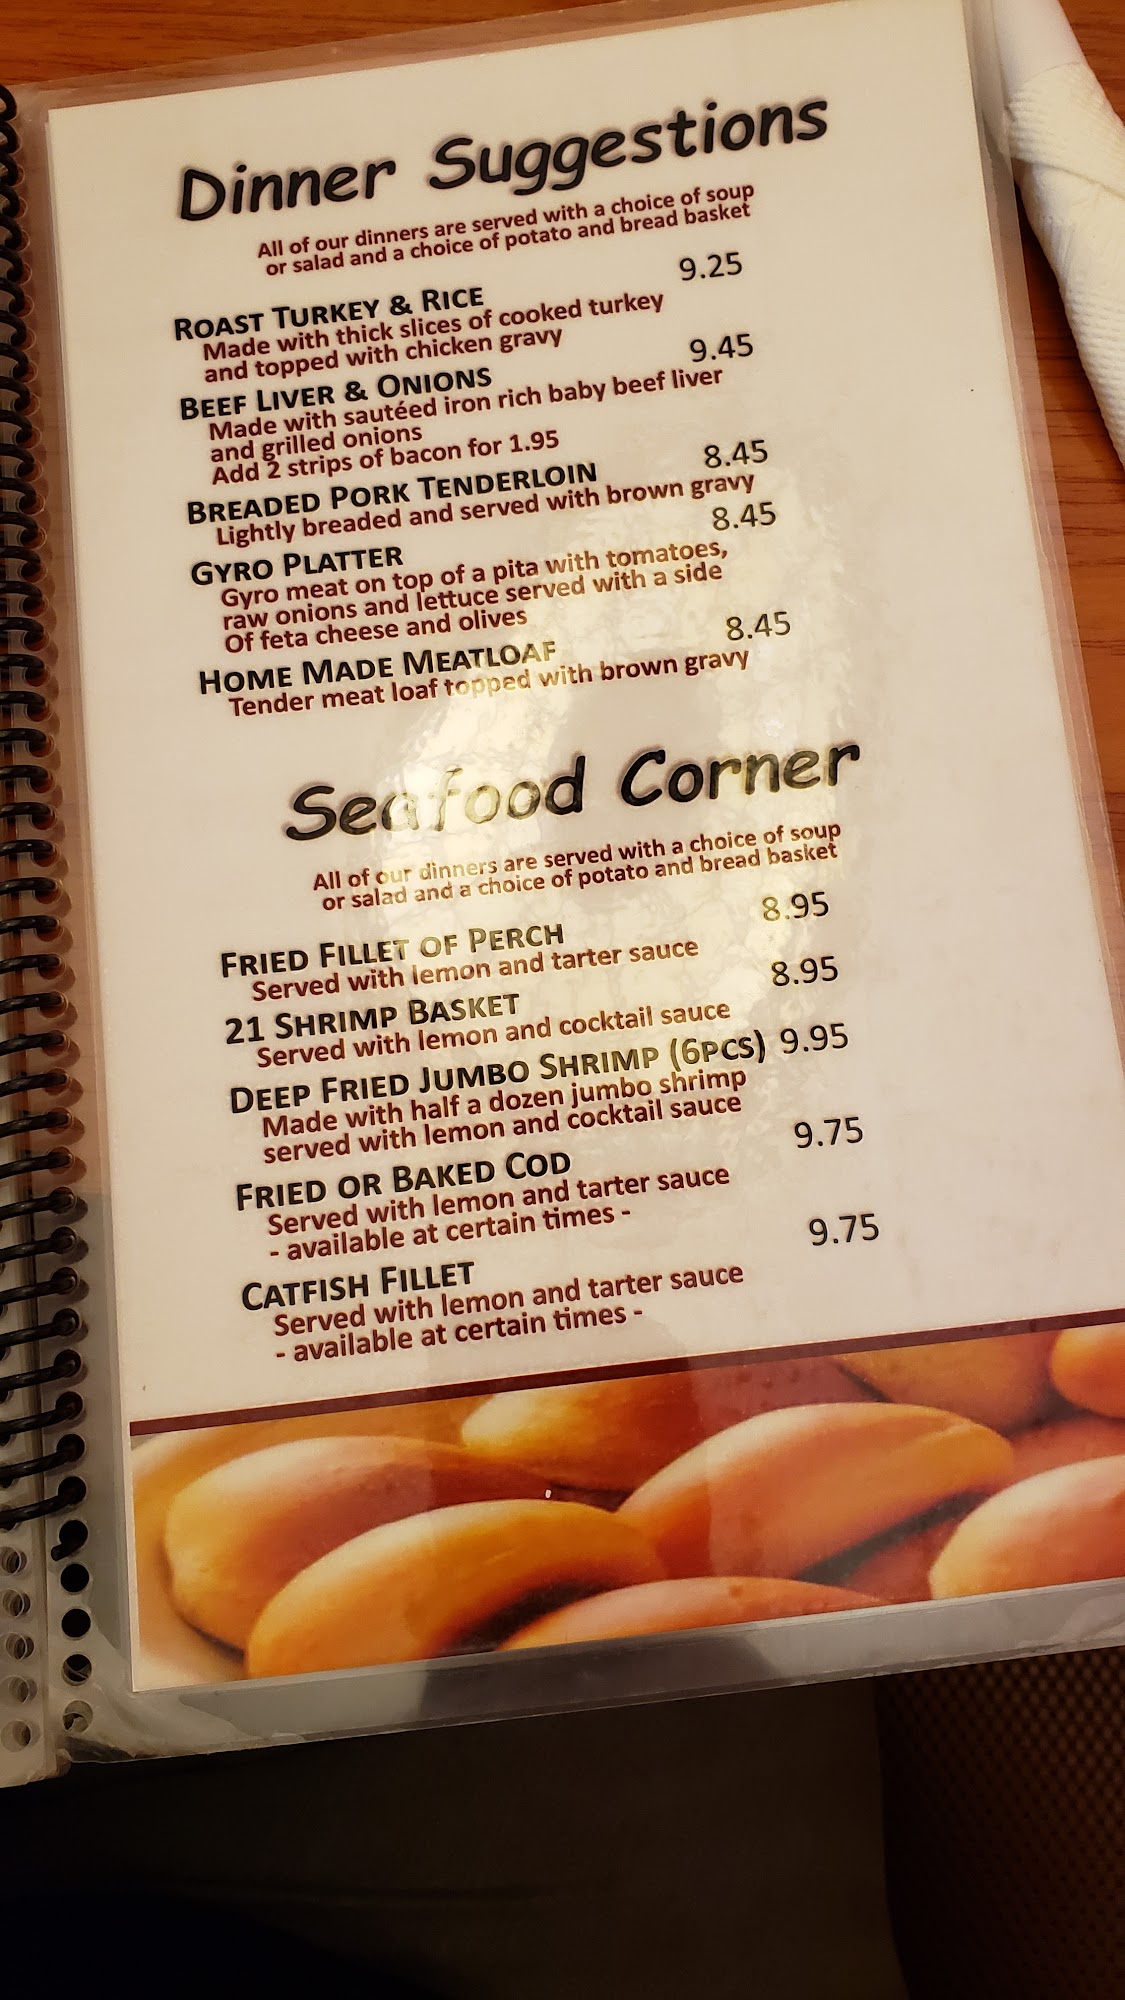 Dinner Suggestions
All of our dinners are served with a choice of soup
or salad and a choice of potato and bread basket
ROAST TURKEY & RICE 9.25
Made with thick slices of cooked turkey
and topped with chicken gravy
BEEF LIVER & ONIONS 9.45
Made with sautéed iron rich baby beef liver
and grilled onions
Add 2 strips of bacon for 1.95
BREADED PORK TENDERLOIN 8.45
Lightly breaded and served with brown gravy
GYRO PLATTER 8.45
Gyro meat on top of a pita with tomatoes,
raw onions and lettuce served with a side
Of feta cheese and olives
HOME MADE MEATLOAF 8.45
Tender meat loaf topped with brown gravy
Seafood Corner
All of our dinners are served with a choice of soup
or salad and a choice of potato and bread basket
FRIED FILLET OF PERCH 8.95
Served with lemon and tarter sauce
21 SHRIMP BASKET 8.95
Served with lemon and cocktail sauce
DEEP FRIED JUMBO SHRIMP (6PCS) 9.95
Made with half a dozen jumbo shrimp
served with lemon and cocktail sauce
FRIED OR BAKED COD 9.75
Served with lemon and tarter sauce
- available at certain times -
CATFISH FILLET 9.75
Served with lemon and tarter sauce
- available at certain times -